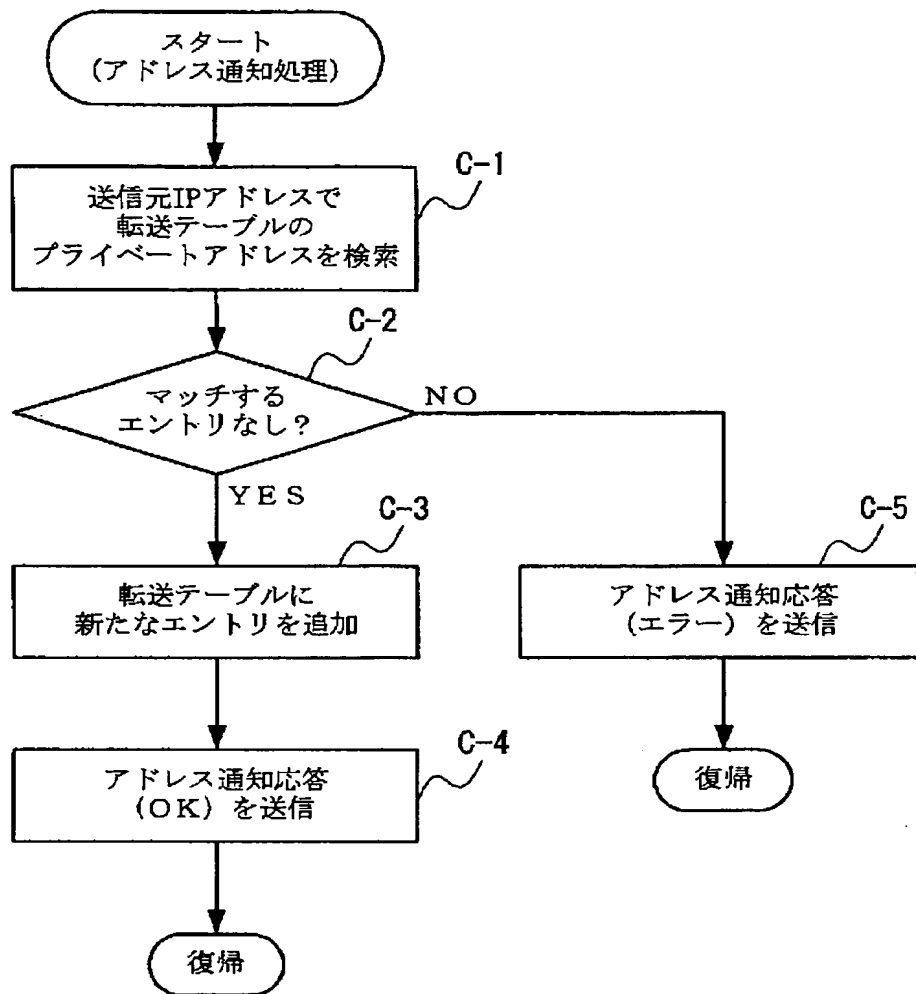 スタート
(アドレス通知処理)
C-1
送信元IPアドレスで
転送テーブルの
プライベートアドレスを検索
C-2
マッチする
エントリなし?
NO
YES
C-3
転送テーブルに
新たなエントリを追加
C-5
アドレス通知応答
(エラー)を送信
C-4
アドレス通知応答
(OK)を送信
復帰
復帰